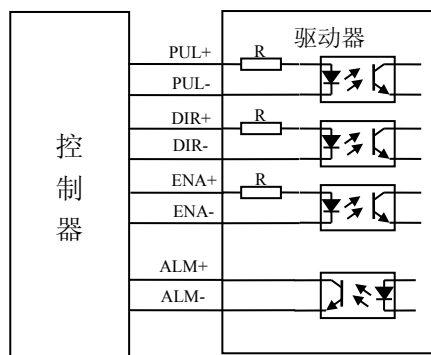 驱动器
PUL+
R
PUL-
DIR+
R
DIR-
ENA+
R
ENA-
ALM+
ALM-
控制器